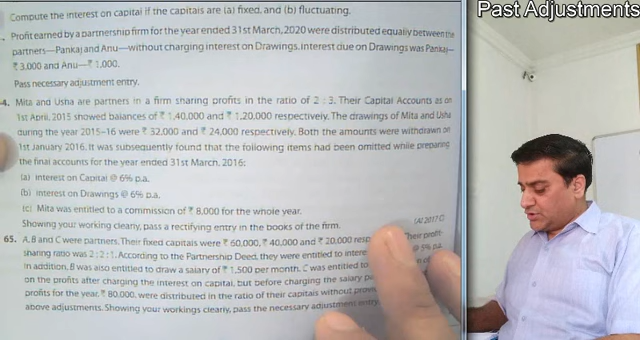 Past Adjustments
Compute the interest on capital if the capitals are (a) fixed, and (b) fluctuating.
Profit earned by a partnership firm for the year ended 31st March, 2020 were distributed equally between the
partners—Pankaj and Anu—without charging interest on Drawings. Interest due on Drawings was Pankaj—
₹ 3,000 and Anu—₹ 1,000.
Pass necessary adjustment entry.
4. Mita and Usha are partners in a firm sharing profits in the ratio of 2 : 3. Their Capital Accounts as on
1st April, 2015 showed balances of ₹ 1,40,000 and ₹ 1,20,000 respectively. The drawings of Mita and Usha
during the year 2015–16 were ₹ 32,000 and ₹ 24,000 respectively. Both the amounts were withdrawn on
1st January 2016. It was subsequently found that the following items had been omitted while preparing
the final accounts for the year ended 31st March, 2016:
(a) Interest on Capital @ 6% p.a.
(b) Interest on Drawings @ 6% p.a.
(c) Mita was entitled to a commission of ₹ 8,000 for the whole year.
Showing your working clearly, pass a rectifying entry in the books of the firm.
(AI 2017 C)
65. A, B and C were partners. Their fixed capitals were ₹ 60,000, ₹ 40,000 and ₹ 20,000 Their profit
sharing ratio was 2 : 2 : 1. According to the Partnership Deed, they were entitled to @ 5% p.a.
In addition, B was also entitled to draw a salary of ₹ 1,500 per month. C was entitled to
on the profits after charging the interest on capital, but before charging the salary
profits for the year, ₹ 80,000, were distributed in the ratio of their capitals without
above adjustments. Showing your workings clearly, pass the necessary adjustment entry